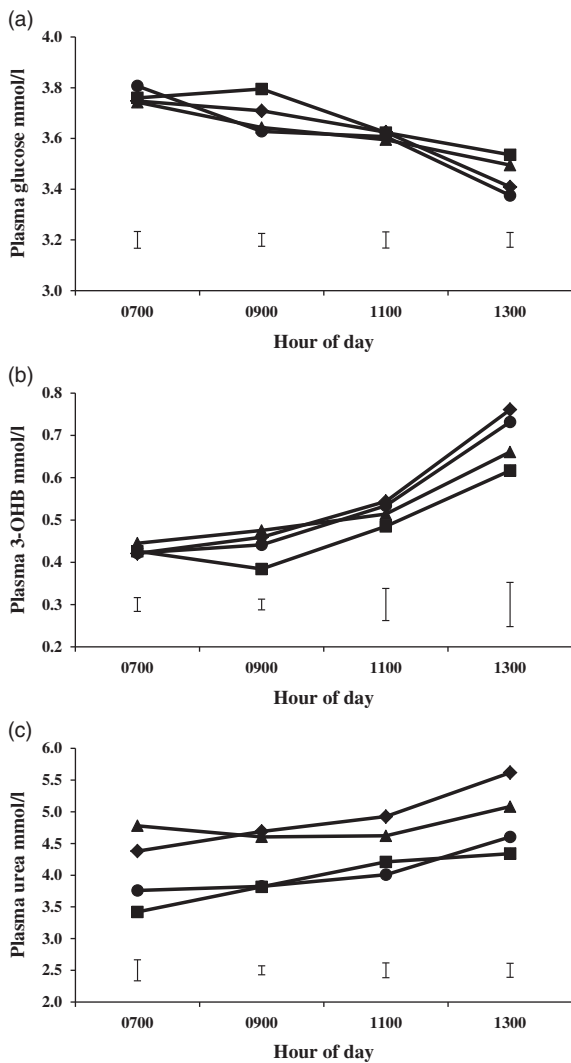 (a)
4.0
3.8
3.6
3.4
3.2
3.0
Plasma glucose mmol/l
0700 0900 1100 1300
Hour of day
(b)
0.8
0.7
0.6
0.5
0.4
0.3
0.2
Plasma 3-OHB mmol/l
0700 0900 1100 1300
Hour of day
(c)
6.0
5.5
5.0
4.5
4.0
3.5
3.0
2.5
2.0
Plasma urea mmol/l
0700 0900 1100 1300
Hour of day